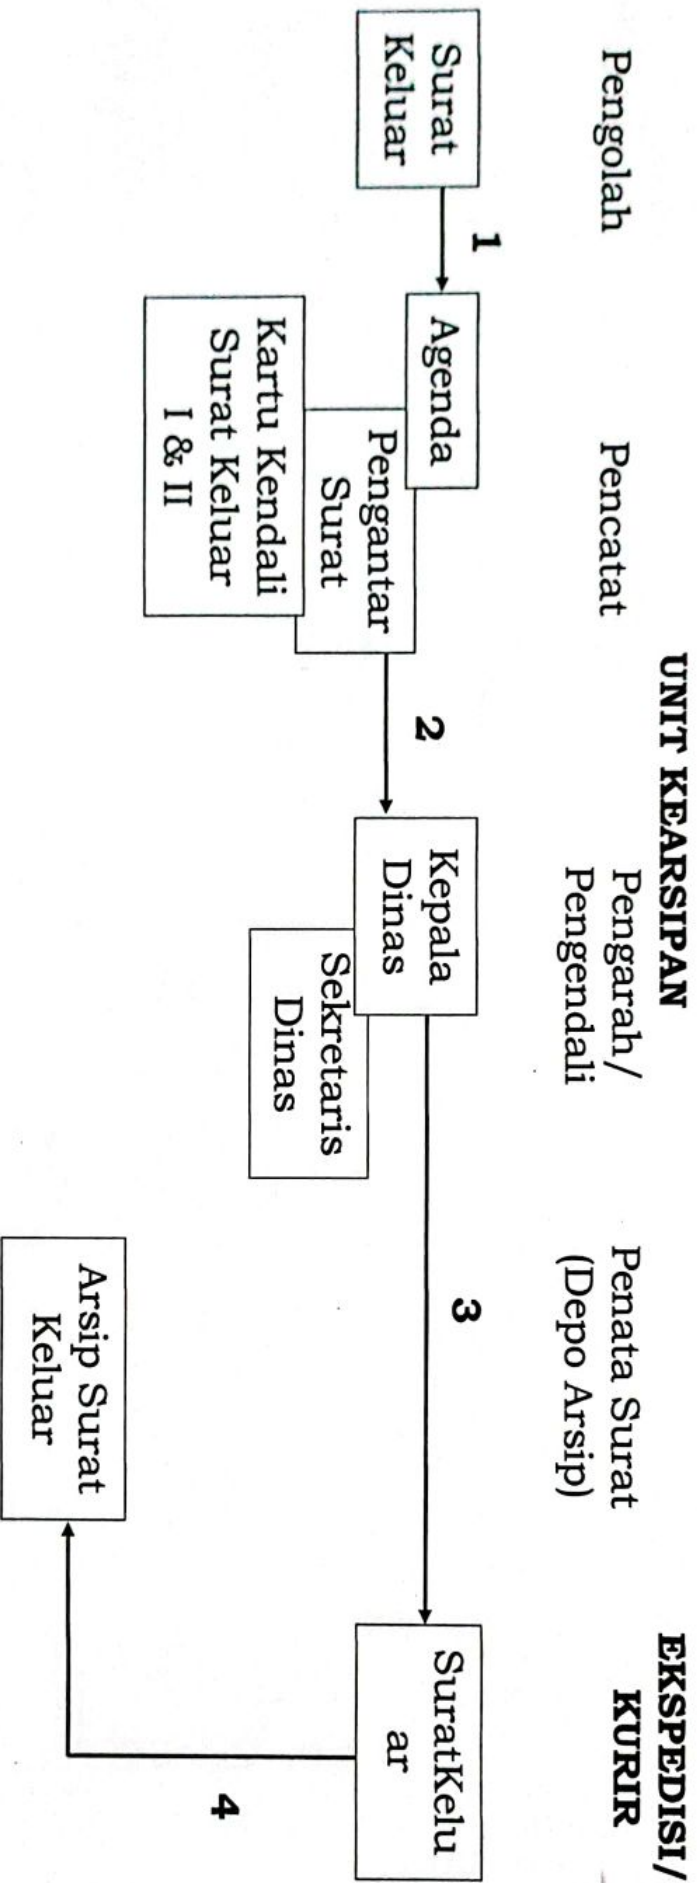 UNIT KEARSIPAN
EKSPEDISI/
KURIR
Pengolah
Pencatat
Pengarah/
Pengendali
Penata Surat
(Depo Arsip)
Surat
Keluar
1
Agenda
Pengantar
Surat
Kartu Kendali
Surat Keluar
I & II
2
Kepala
Dinas
Sekretaris
Dinas
3
SuratKelu
ar
4
Arsip Surat
Keluar